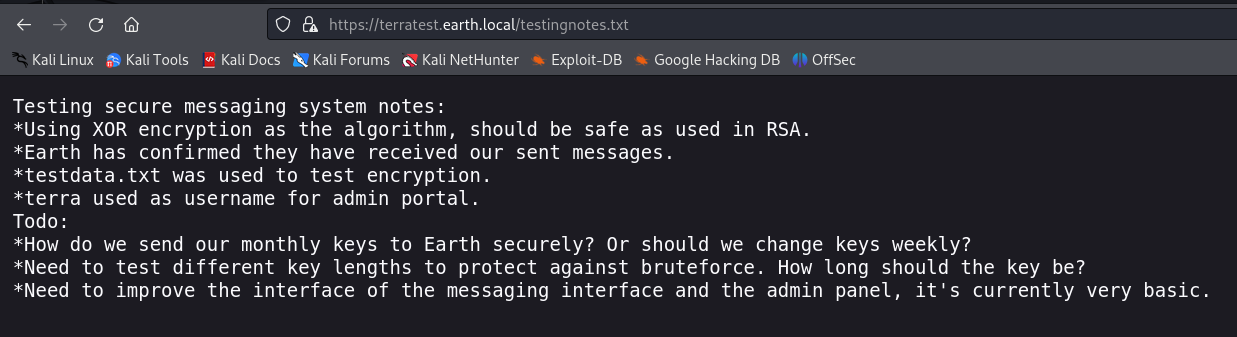 https://terratest.earth.local/testingnotes.txt
Kali Linux Kali Tools Kali Docs Kali Forums Kali NetHunter Exploit-DB Google Hacking DB OffSec
Testing secure messaging system notes:
*Using XOR encryption as the algorithm, should be safe as used in RSA.
*Earth has confirmed they have received our sent messages.
*testdata.txt was used to test encryption.
*terra used as username for admin portal.
Todo:
*How do we send our monthly keys to Earth securely? Or should we change keys weekly?
*Need to test different key lengths to protect against bruteforce. How long should the key be?
*Need to improve the interface of the messaging interface and the admin panel, it's currently very basic.